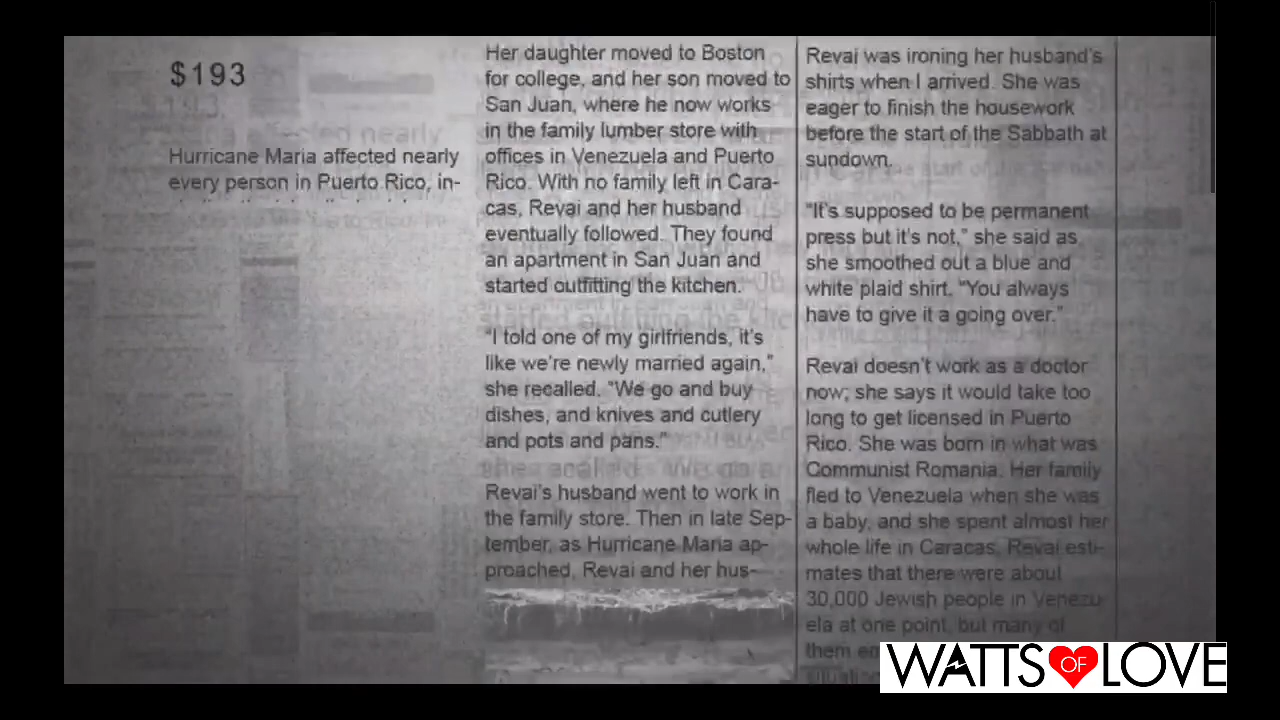 $193
Hurricane Maria affected nearly
every person in Puerto Rico, in-
Her daughter moved to Boston
for college, and her son moved to
San Juan, where he now works
in the family lumber store with
offices in Venezuela and Puerto
Rico. With no family left in Cara-
cas, Revai and her husband
eventually followed. They found
an apartment in San Juan and
started outfitting the kitchen.
"I told one of my girlfriends, it's
like we're newly married again,"
she recalled. "We go and buy
dishes, and knives and cutlery
and pots and pans."
Revai's husband went to work in
the family store. Then in late Sep-
tember, as Hurricane Maria ap-
proached, Revai and her hus-
Revai was ironing her husband's
shirts when I arrived. She was
eager to finish the housework
before the start of the Sabbath at
sundown.
"It's supposed to be permanent
press but it's not," she said as
she smoothed out a blue and
white plaid shirt. "You always
have to give it a going over."
Revai doesn't work as a doctor
now; she says it would take too
long to get licensed in Puerto
Rico. She was born in what was
Communist Romania. Her family
fled to Venezuela when she was
a baby, and she spent almost her
whole life in Caracas. Revai esti-
mates that there were about
30,000 Jewish people in Venezu-
ela at one point, but many of
them
WATTS OF LOVE